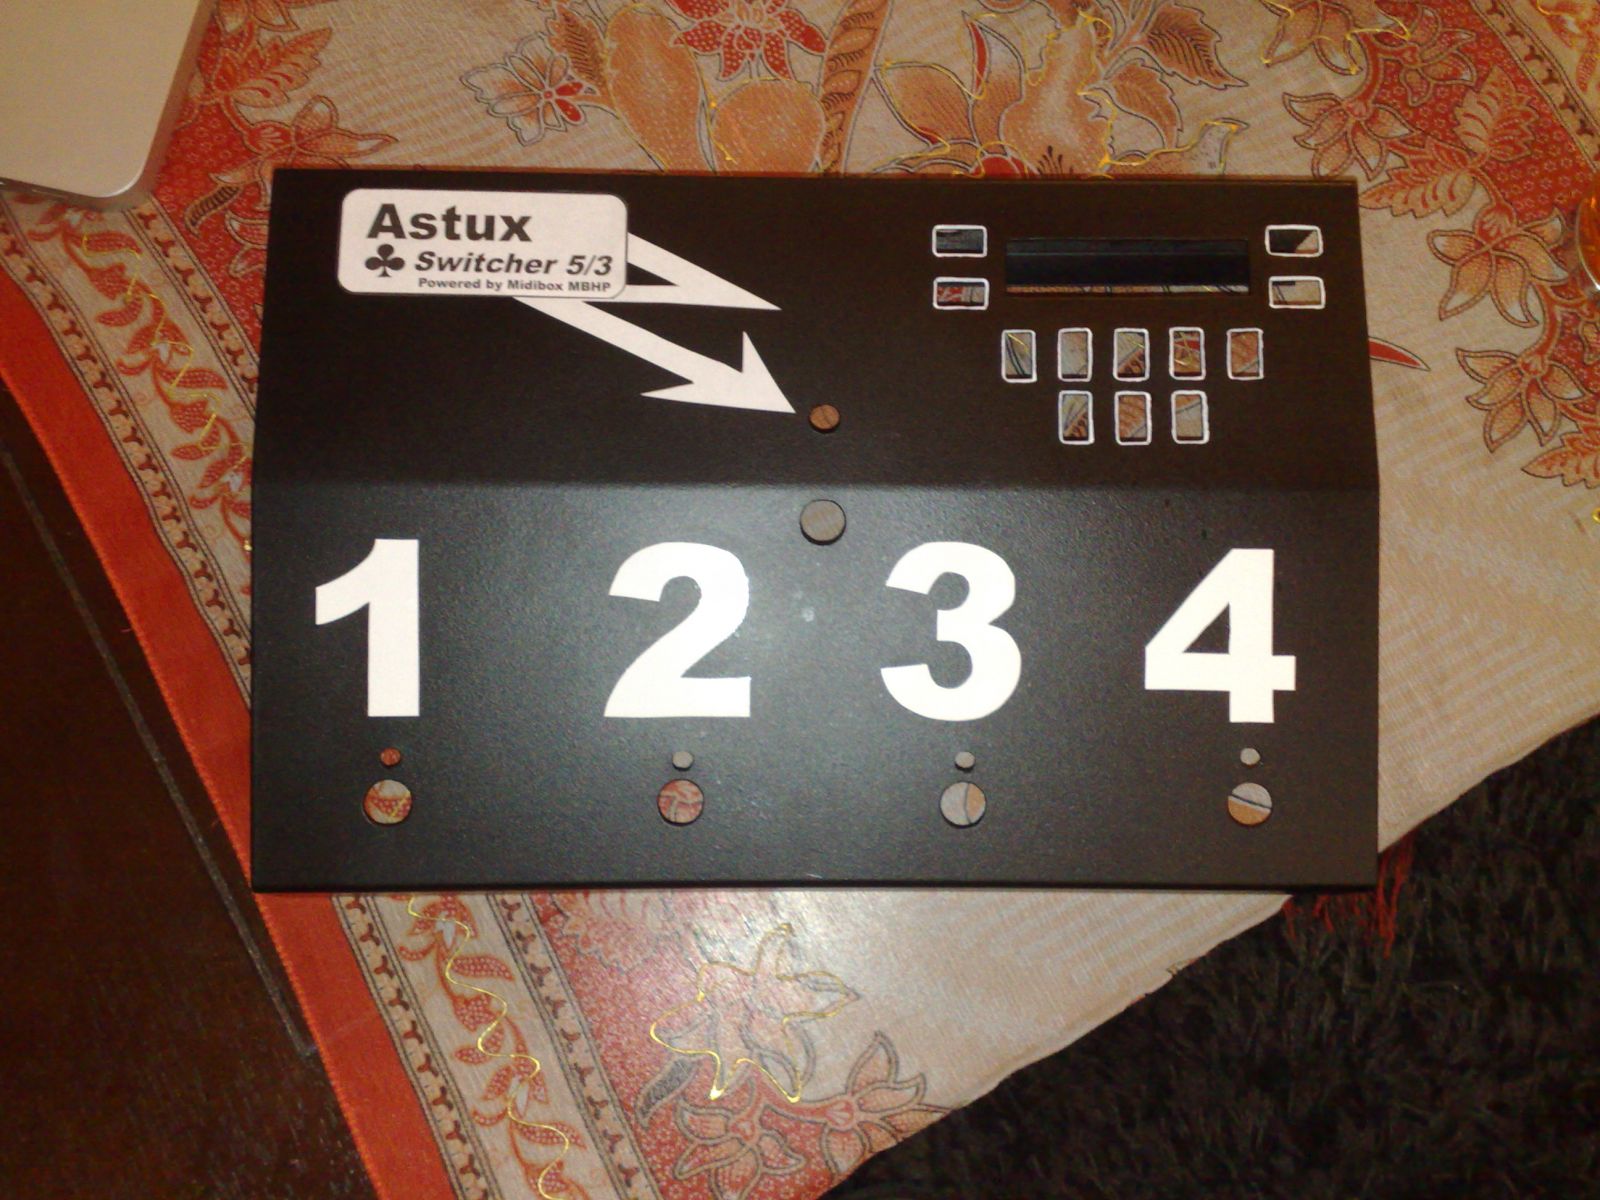 Astux
Switcher 5/3
Powered by Midibox MBHP
1 2 3 4